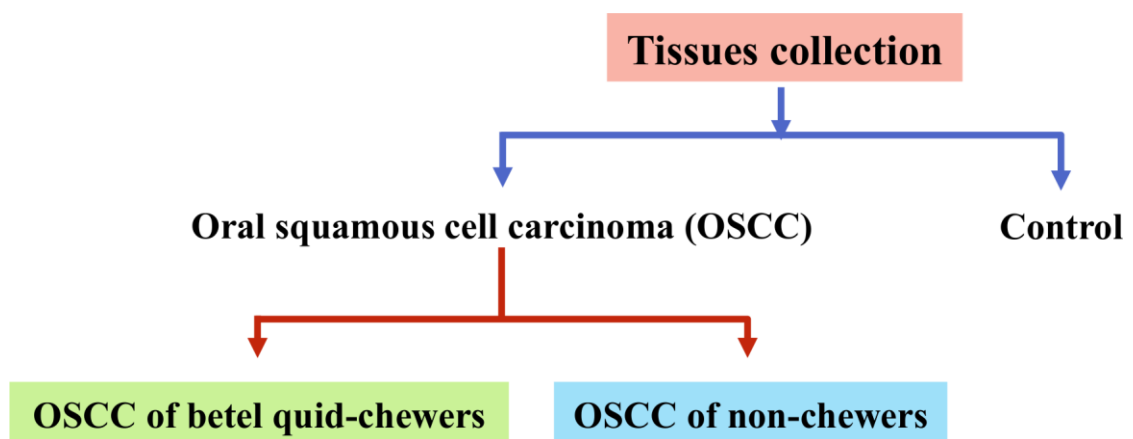 Tissues collection
Oral squamous cell carcinoma (OSCC)
Control
OSCC of betel quid-chewers
OSCC of non-chewers